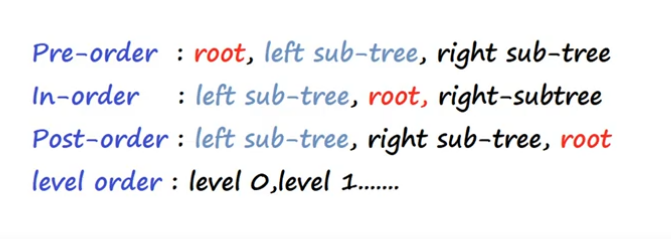 Pre-order : root, left sub-tree, right sub-tree
In-order : left sub-tree, root, right-subtree
Post-order : left sub-tree, right sub-tree, root
level order : level 0,level 1.......